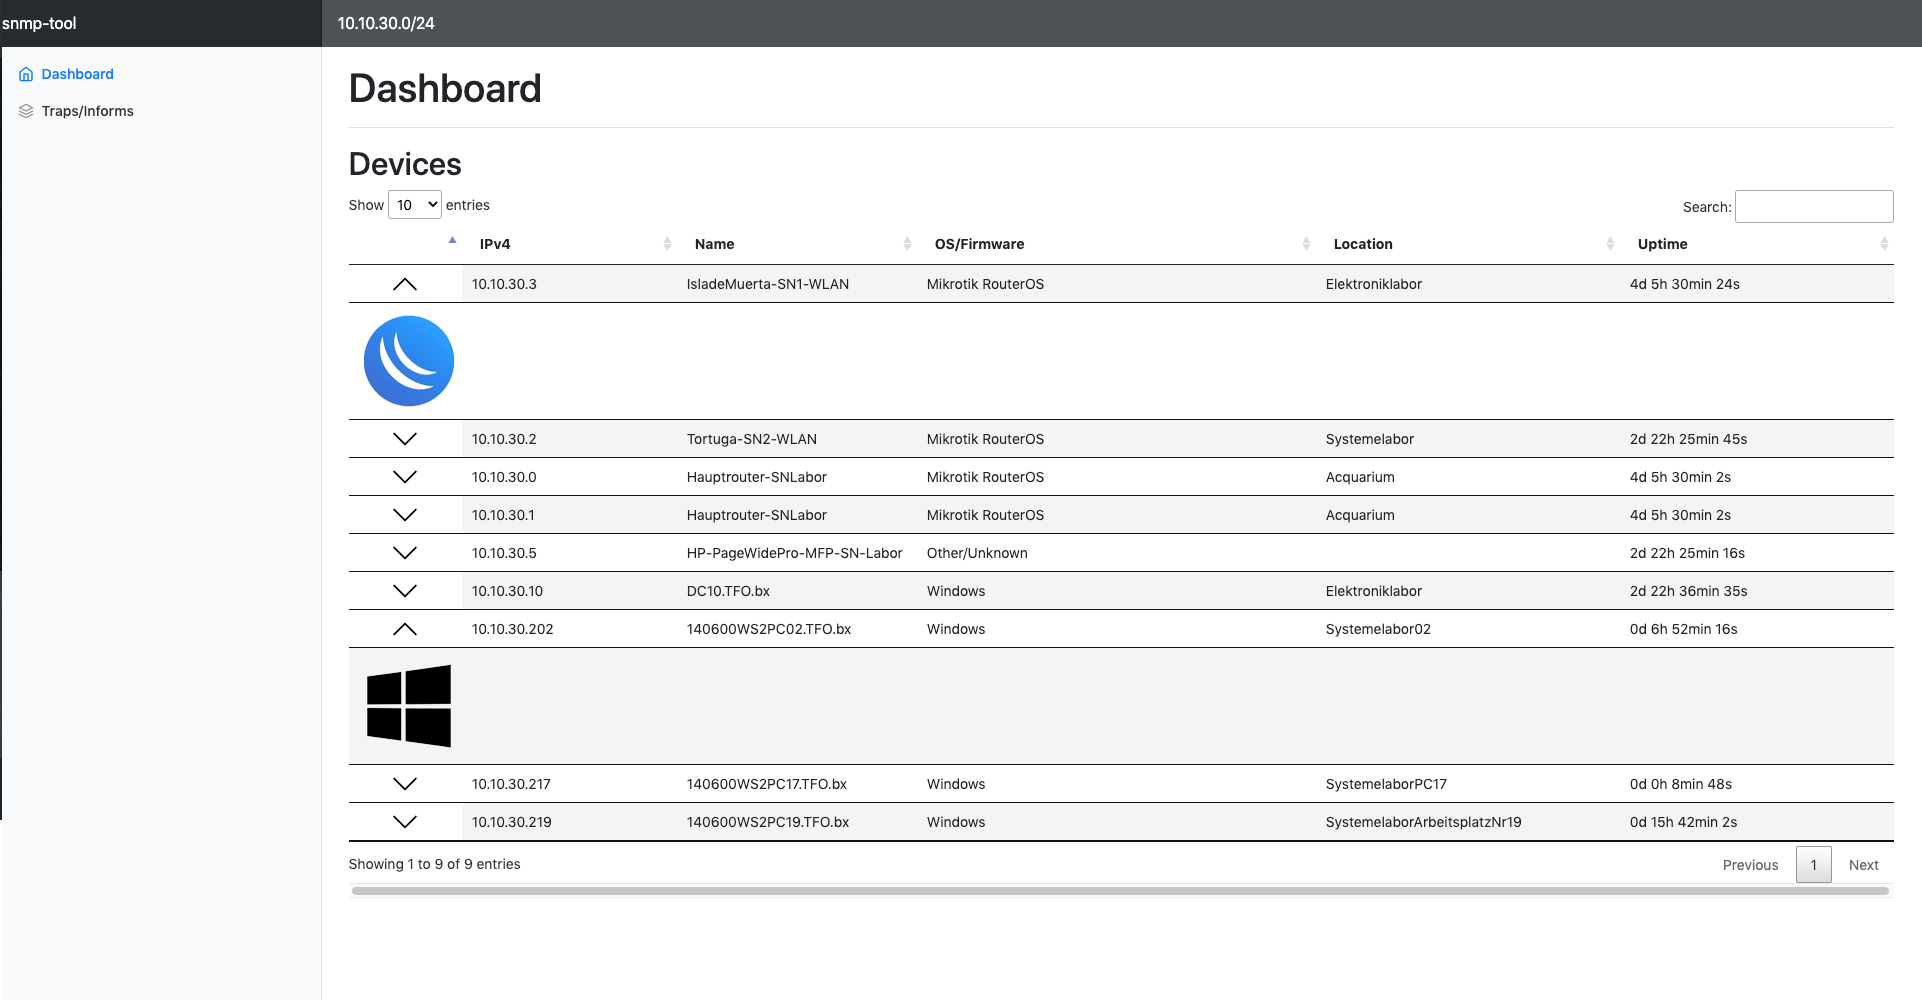 snmp-tool
10.10.30.0/24
Dashboard
Traps/Informs
Dashboard
Devices
Show 10 entries
Search:
IPv4 Name OS/Firmware Location Uptime
10.10.30.3 IsladeMuerta-SN1-WLAN Mikrotik RouterOS Elektroniklabor 4d 5h 30min 24s
10.10.30.2 Tortuga-SN2-WLAN Mikrotik RouterOS Systemelabor 2d 22h 25min 45s
10.10.30.0 Hauptrouter-SNLabor Mikrotik RouterOS Acquarium 4d 5h 30min 2s
10.10.30.1 Hauptrouter-SNLabor Mikrotik RouterOS Acquarium 4d 5h 30min 2s
10.10.30.5 HP-PageWidePro-MFP-SN-Labor Other/Unknown 2d 22h 25min 16s
10.10.30.10 DC10.TFO.bx Windows Elektroniklabor 2d 22h 36min 35s
10.10.30.202 140600WS2PC02.TFO.bx Windows Systemelabor02 0d 6h 52min 16s
10.10.30.217 140600WS2PC17.TFO.bx Windows SystemelaborPC17 0d 0h 8min 48s
10.10.30.219 140600WS2PC19.TFO.bx Windows SystemelaborArbeitsplatzNr19 0d 15h 42min 2s
Showing 1 to 9 of 9 entries
Previous 1 Next